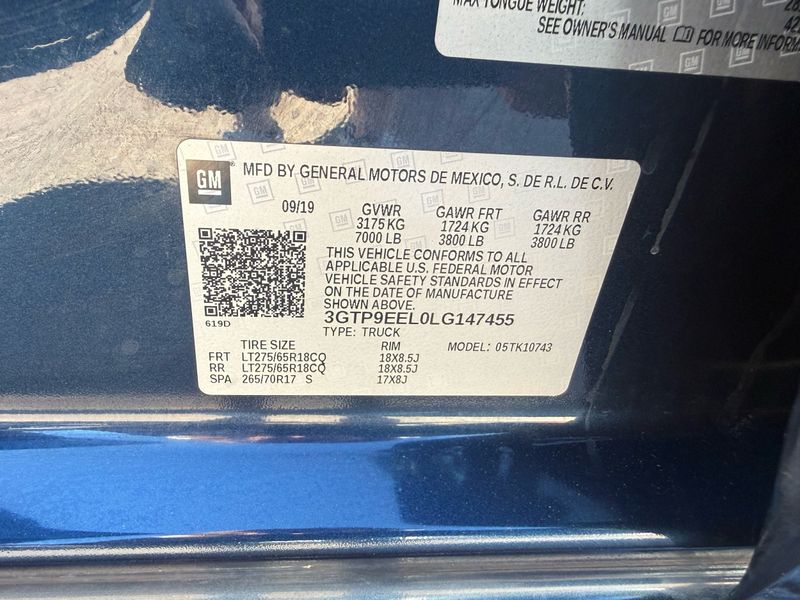 MAX TONGUE WEIGHT:
SEE OWNER'S MANUAL FOR MORE INFORM
GM
MFD BY GENERAL MOTORS DE MEXICO, S. DE R.L. DE C.V.
09/19 GVWR GAWR FRT GAWR RR
3175 KG 1724 KG 1724 KG
7000 LB 3800 LB 3800 LB
THIS VEHICLE CONFORMS TO ALL
APPLICABLE U.S. FEDERAL MOTOR
VEHICLE SAFETY STANDARDS IN EFFECT
ON THE DATE OF MANUFACTURE
SHOWN ABOVE.
619D
3GTP9EEL0LG147455
TYPE: TRUCK
TIRE SIZE RIM MODEL: 05TK10743
FRT LT275/65R18CQ 18X8.5J
RR LT275/65R18CQ 18X8.5J
SPA 265/70R17 S 17X8J